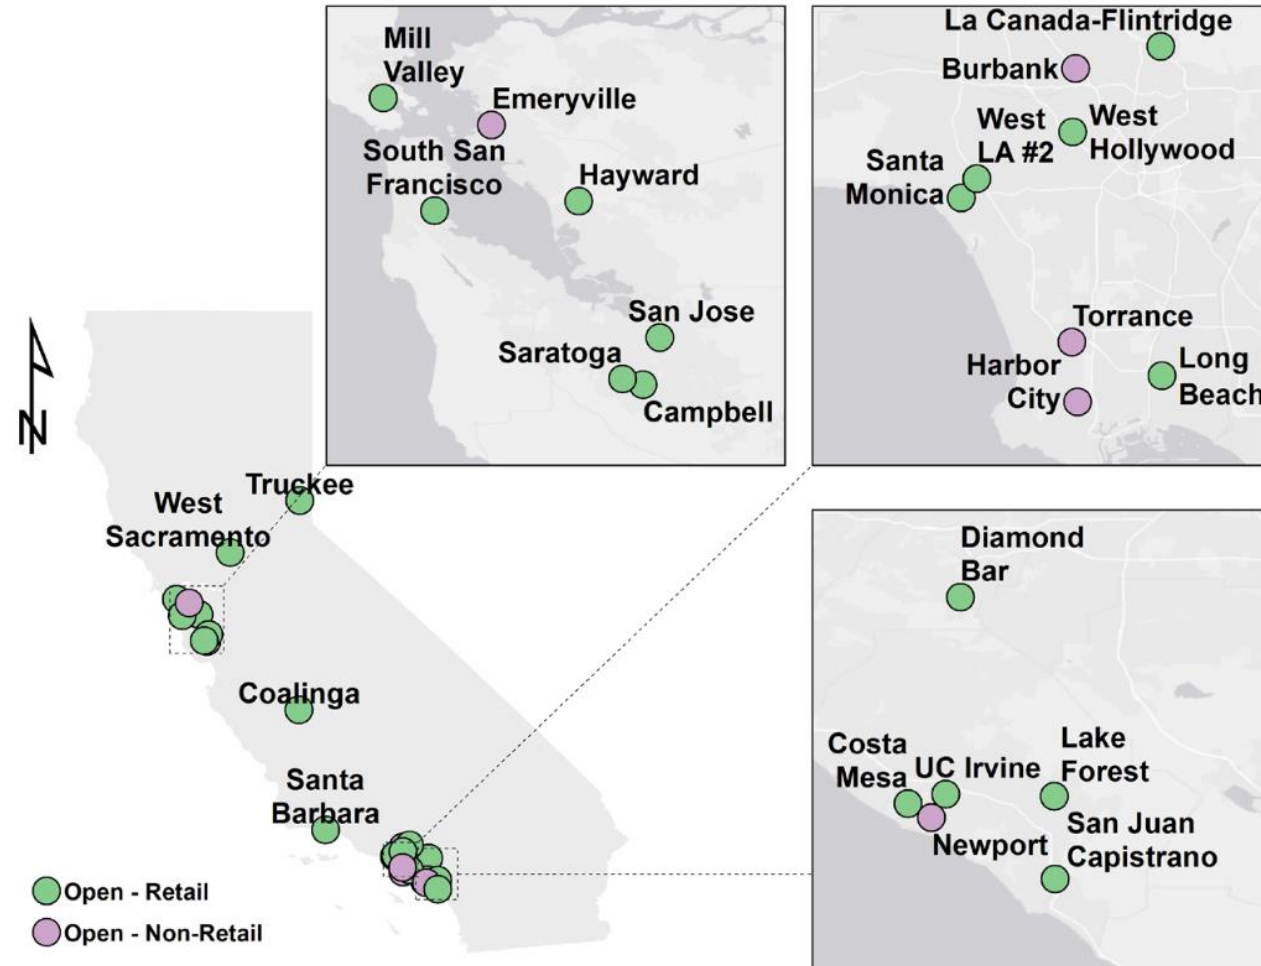 Mill
Valley
Emeryville
South San
Francisco
Hayward
San Jose
Saratoga
Campbell
La Canada-Flintridge
Burbank
West
LA #2
West
Hollywood
Santa
Monica
Torrance
Harbor
City
Long
Beach
N
Truckee
West
Sacramento
Coalinga
Santa
Barbara
Diamond
Bar
Costa
Mesa
UC Irvine
Lake
Forest
Newport
San Juan
Capistrano
Open - Retail
Open - Non-Retail